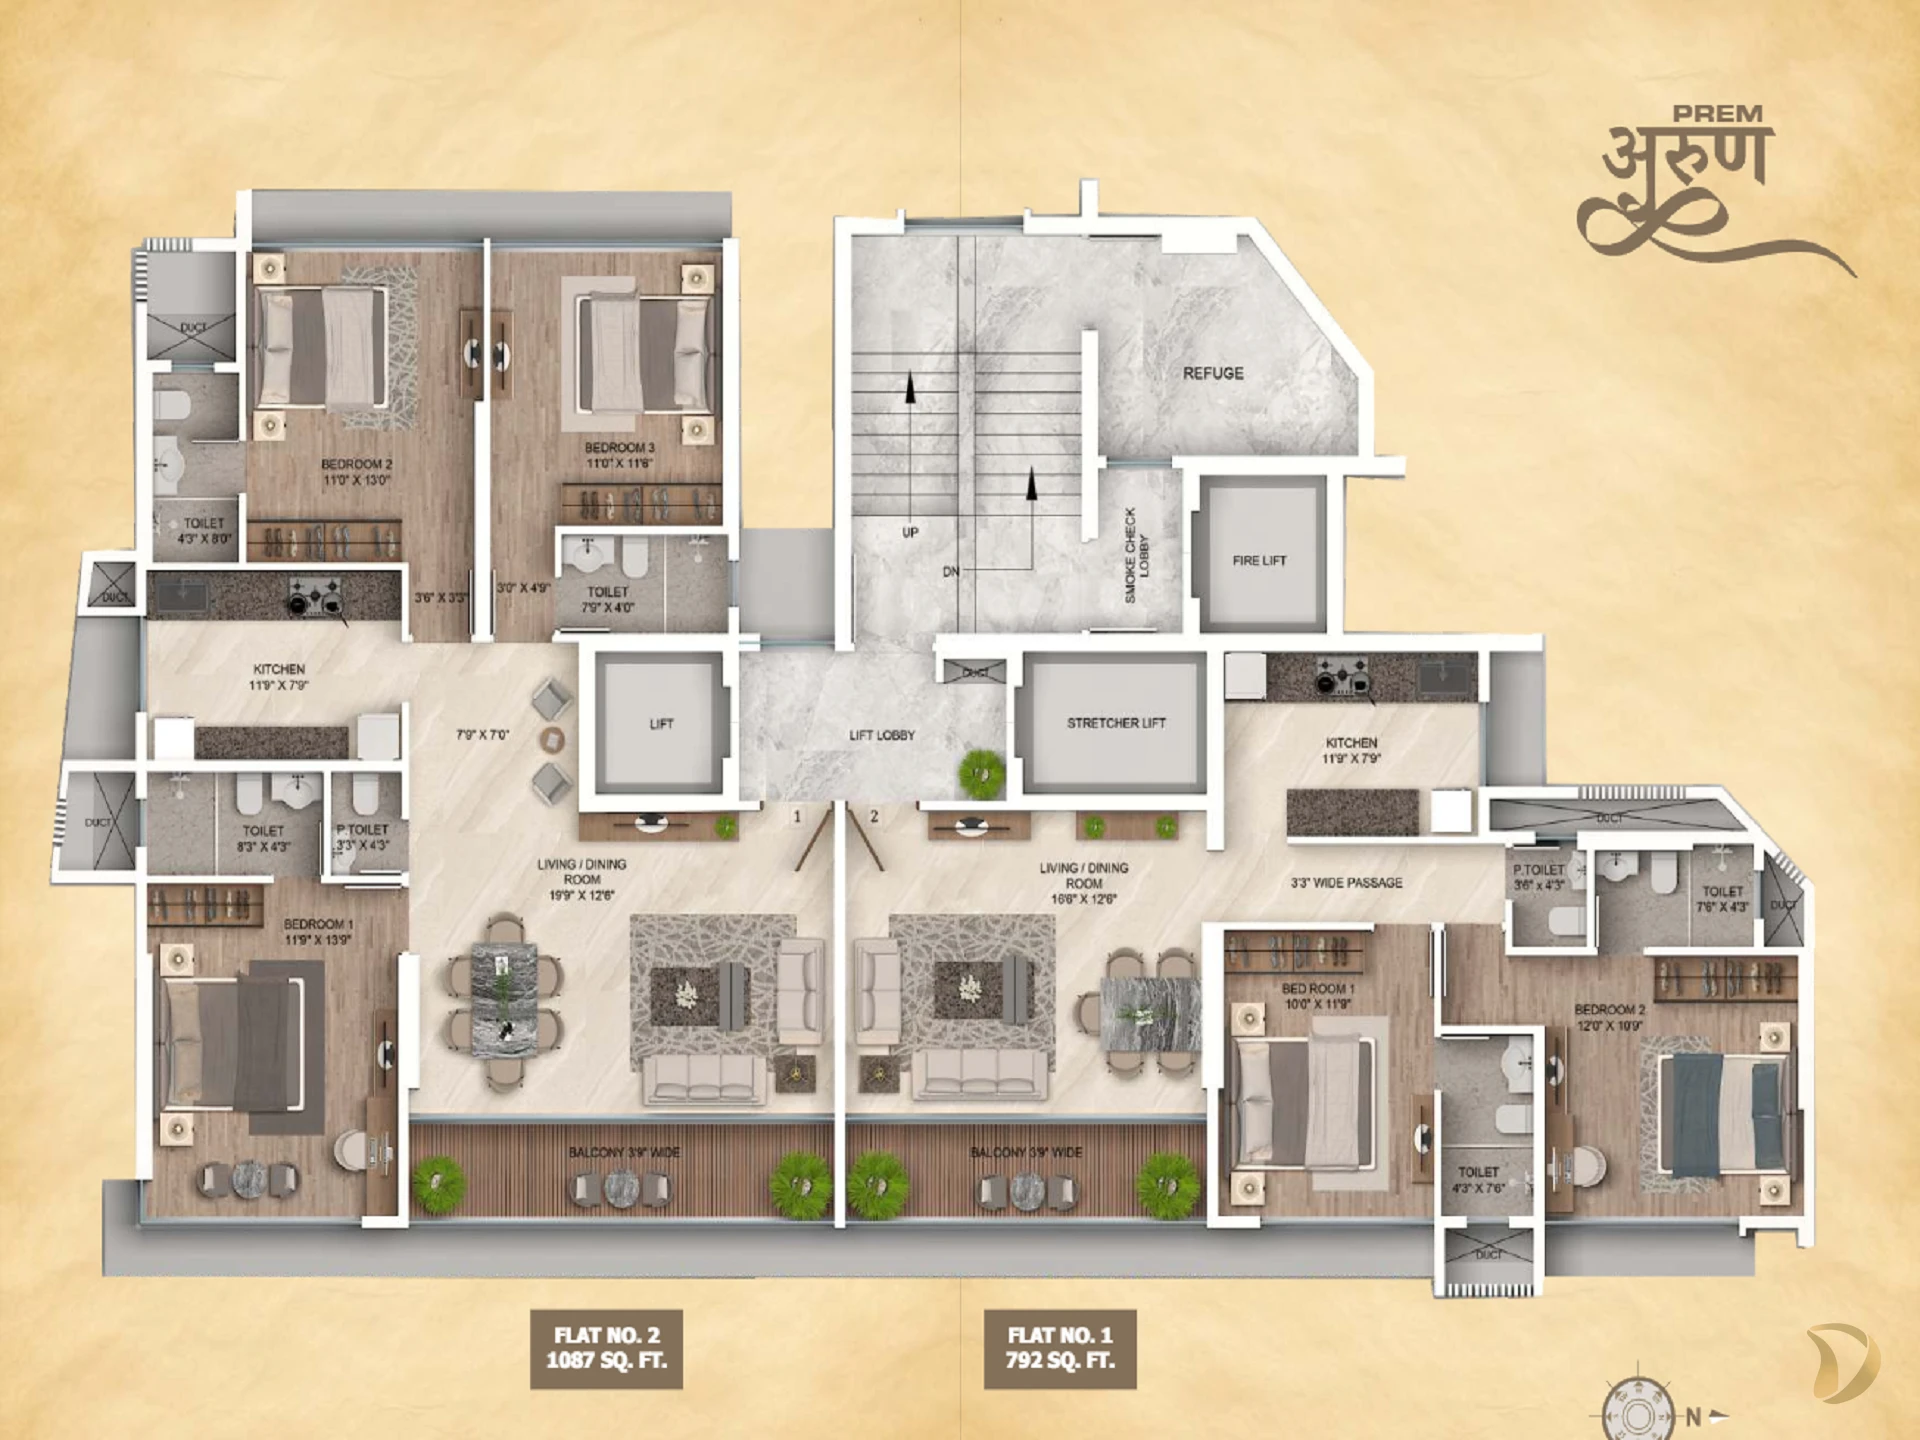 PREM
अरुण
DUCT
BEDROOM 2
11'0" X 13'0"
BEDROOM 3
11'0" X 11'6"
TOILET
4'3" X 8'0"
DUCT
3'6" X 3'3"
3'0" X 4'9"
TOILET
7'9" X 4'0"
UP
DN
REFUGE
SMOKE CHECK
LOBBY
FIRE LIFT
KITCHEN
11'9" X 7'9"
7'9" X 7'0"
LIFT
LIFT LOBBY
DUCT
STRETCHER LIFT
KITCHEN
11'9" X 7'9"
DUCT
TOILET
8'3" X 4'3"
P.TOILET
3'3" X 4'3"
1
2
DUCT
LIVING / DINING
ROOM
19'9" X 12'6"
LIVING / DINING
ROOM
16'6" X 12'6"
3'3" WIDE PASSAGE
P.TOILET
3'6" x 4'3"
TOILET
7'6" X 4'3"
DUCT
BEDROOM 1
11'9" X 13'9"
BED ROOM 1
10'0" X 11'9"
BEDROOM 2
12'0" X 10'9"
BALCONY 3'9" WIDE
BALCONY 3'9" WIDE
TOILET
4'3" X 7'6"
DUCT
FLAT NO. 2
1087 SQ. FT.
FLAT NO. 1
792 SQ. FT.
N